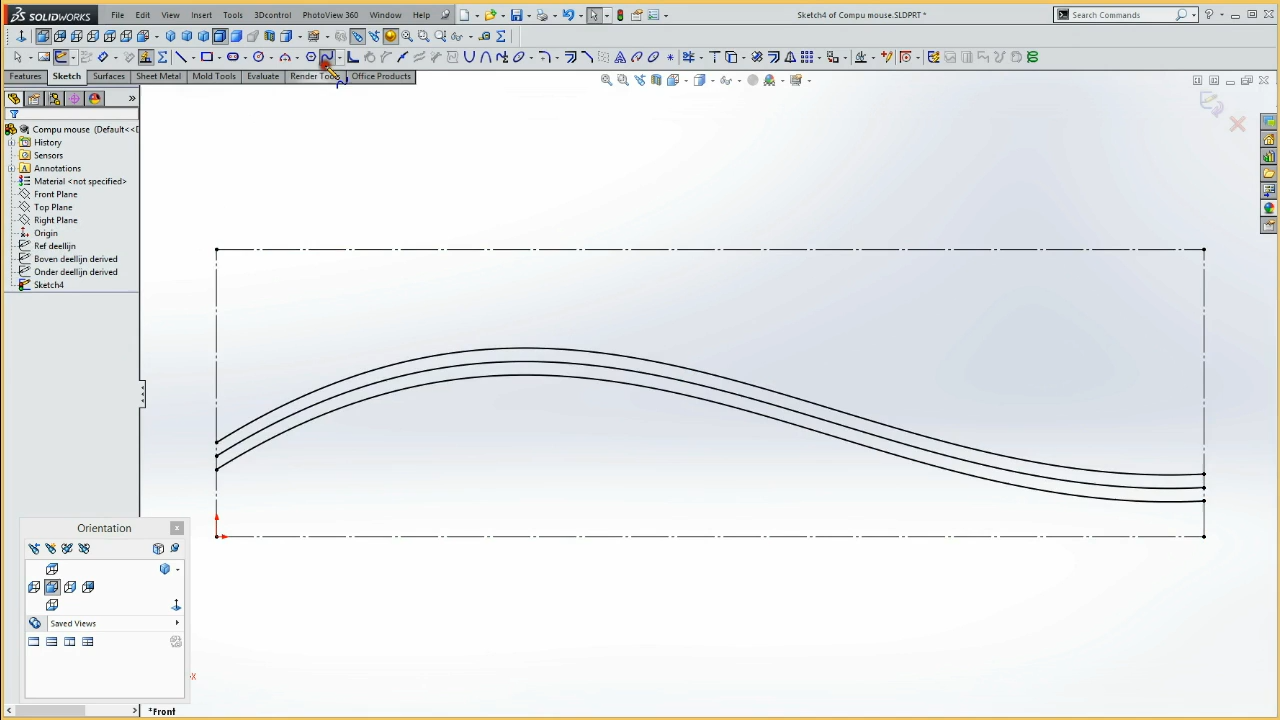 SOLIDWORKS File Edit View Insert Tools 3Dcontrol PhotoView 360 Window Help Sketch4 of Compu mouse.SLDPRT * Search Commands
Features Sketch Surfaces Sheet Metal Mold Tools Evaluate Render Office Products
Compu mouse (Default<<D
History
Sensors
A Annotations
Material <not specified>
Front Plane
Top Plane
Right Plane
Origin
Ref deellijn
Boven deellijn derived
Onder deellijn derived
Sketch4
Orientation
Saved Views
X
*Front